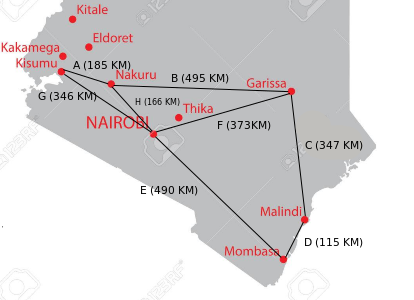 Kitale
Eldoret
Kakamega
Kisumu
A (185 KM)
Nakuru
B (495 KM)
Garissa
G (346 KM)
H (166 KM)
Thika
NAIROBI
F (373KM)
C (347 KM)
E (490 KM)
Malindi
D (115 KM)
Mombasa